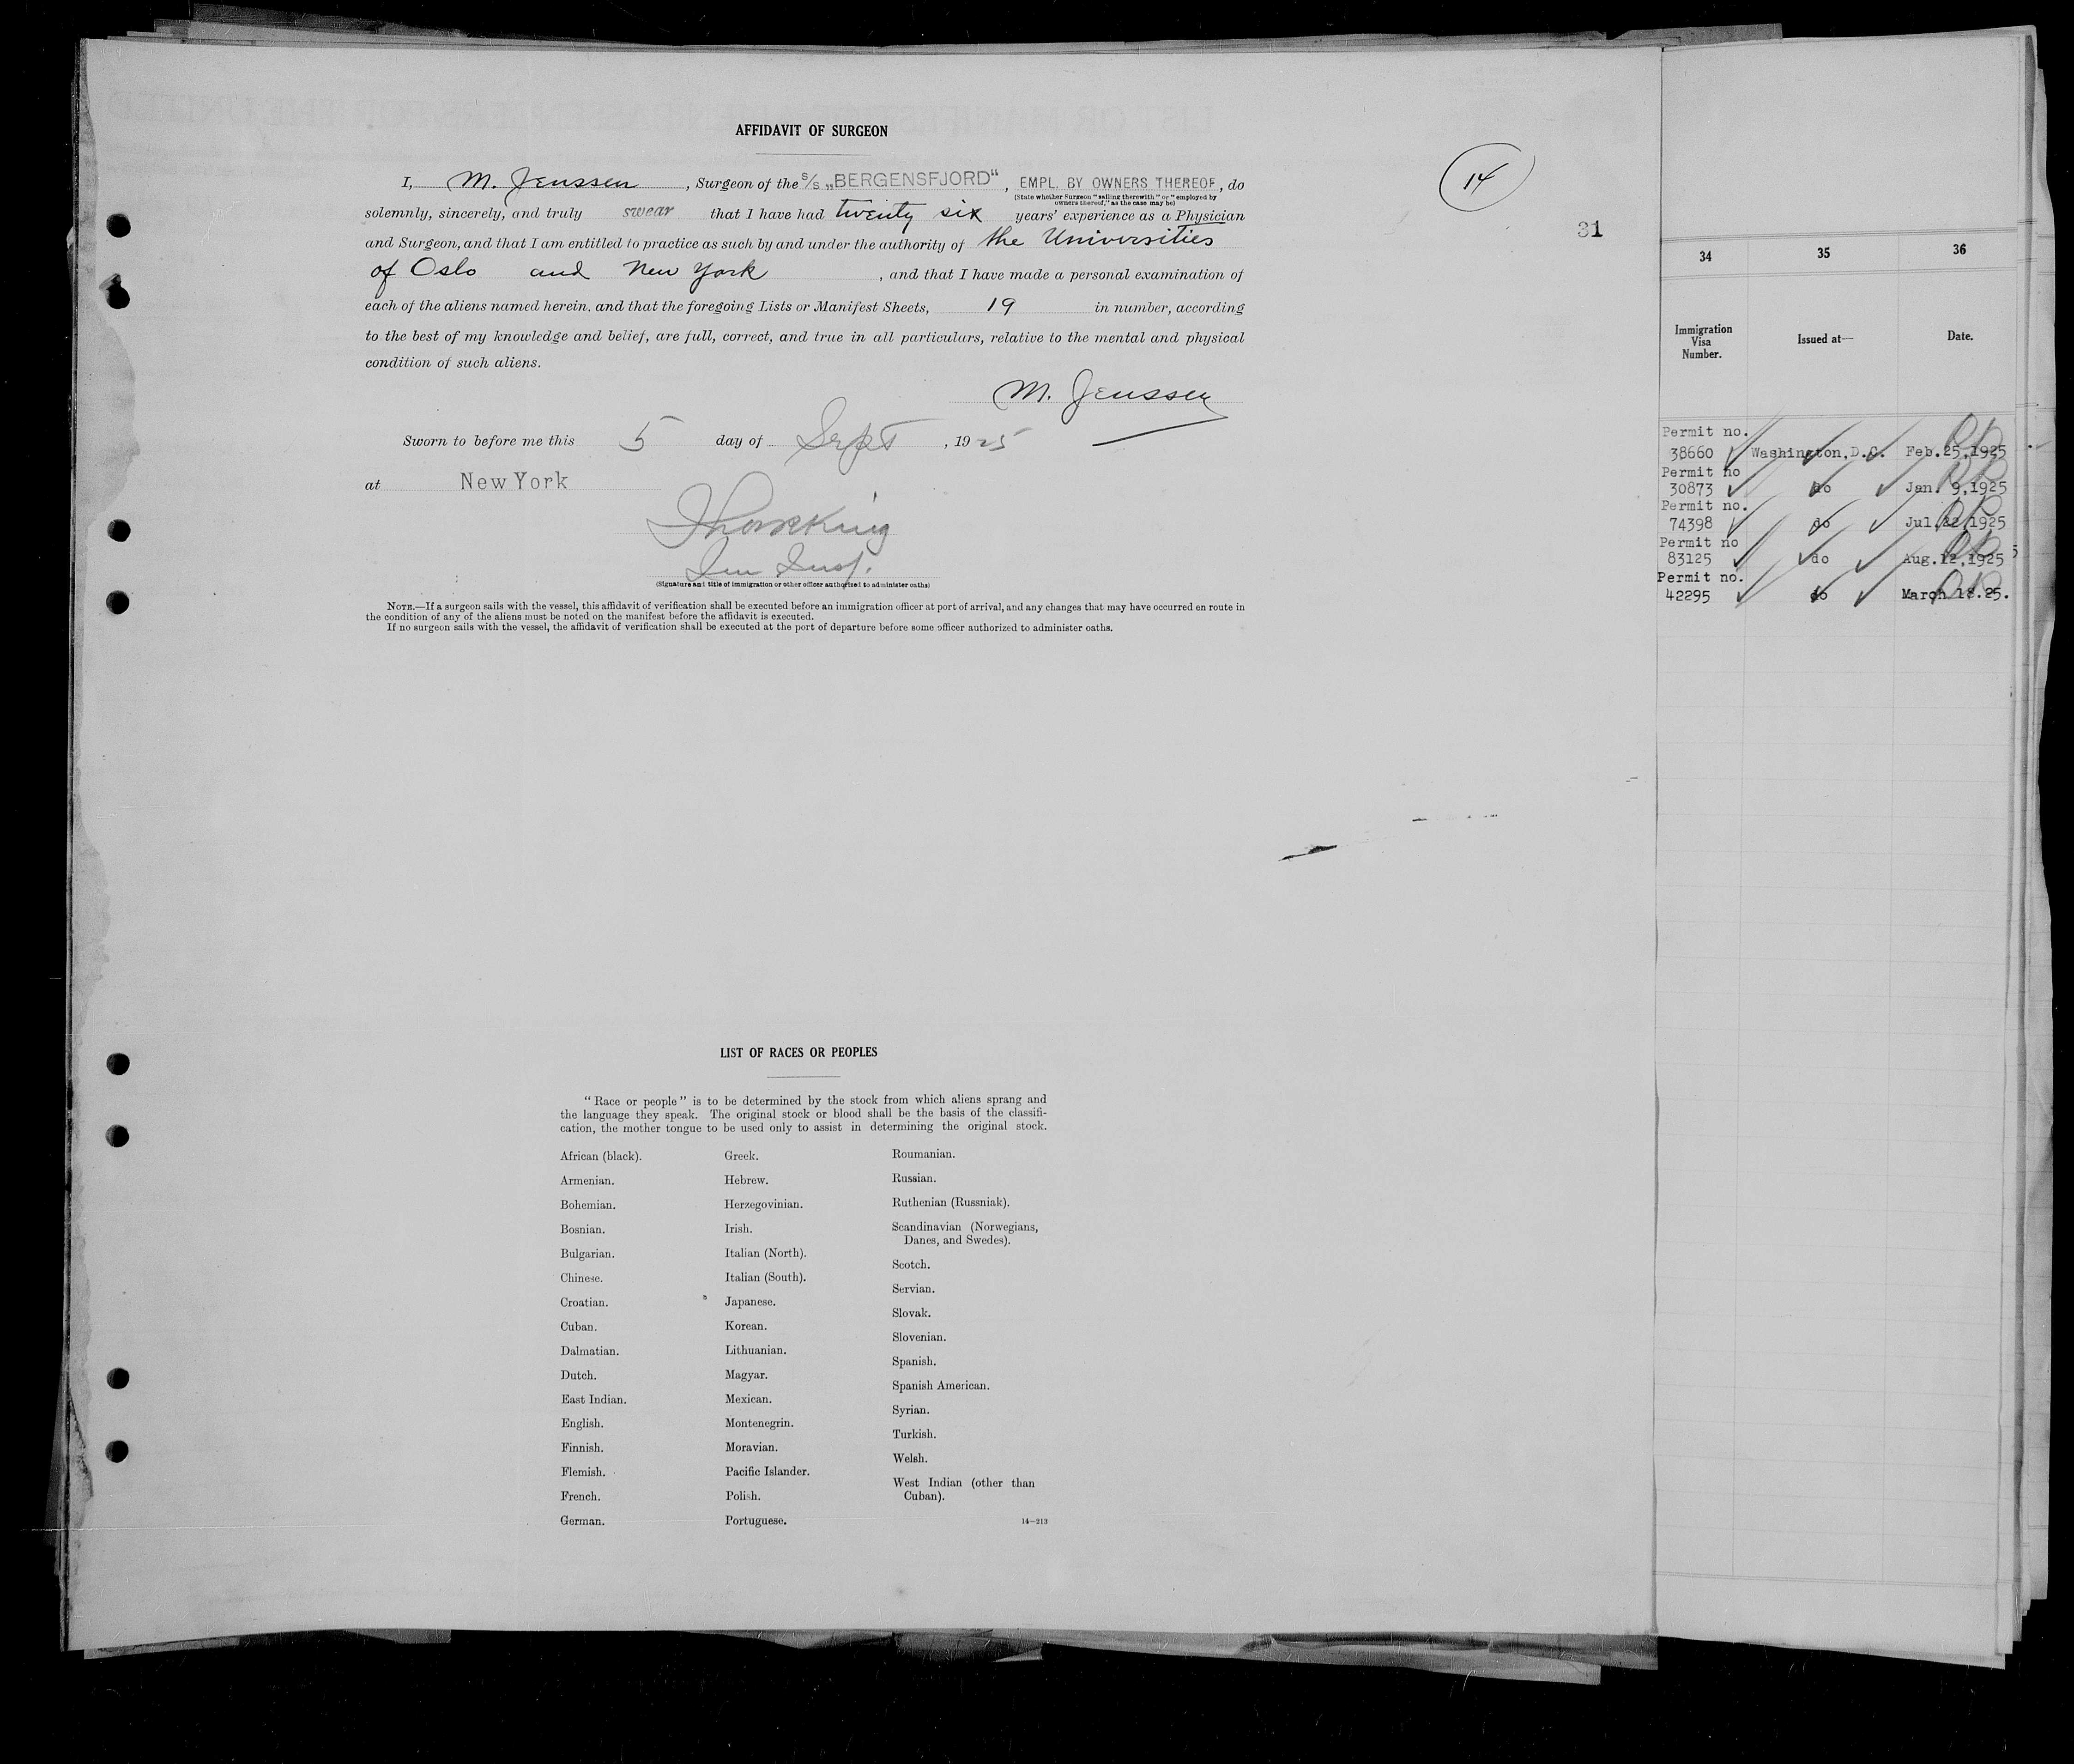 AFFIDAVIT OF SURGEON
I, M. Jenssen, Surgeon of the S/S „BERGENSFJORD“, EMPL. BY OWNERS THEREOF, do
(State whether Surgeon "sailing therewith" or "employed by
owners thereof," as the case may be)
solemnly, sincerely, and truly swear that I have had twenty six years' experience as a Physician
and Surgeon, and that I am entitled to practice as such by and under the authority of the Universities
of Oslo and New York, and that I have made a personal examination of
each of the aliens named herein. and that the foregoing Lists or Manifest Sheets, 19 in number, according
to the best of my knowledge and belief, are full, correct, and true in all particulars, relative to the mental and physical
condition of such aliens.
M. Jenssen
Sworn to before me this 5 day of Sept, 1925
at New York
Imm Insp.
(Signature and title of immigration or other officer authorized to administer oaths)
NOTE.—If a surgeon sails with the vessel, this affidavit of verification shall be executed before an immigration officer at port of arrival, and any changes that may have occurred en route in
the condition of any of the aliens must be noted on the manifest before the affidavit is executed.
If no surgeon sails with the vessel, the affidavit of verification shall be executed at the port of departure before some officer authorized to administer oaths.
14
31
LIST OF RACES OR PEOPLES
"Race or people" is to be determined by the stock from which aliens sprang and
the language they speak. The original stock or blood shall be the basis of the classifi-
cation, the mother tongue to be used only to assist in determining the original stock.
African (black).
Armenian.
Bohemian.
Bosnian.
Bulgarian.
Chinese.
Croatian.
Cuban.
Dalmatian.
Dutch.
East Indian.
English.
Finnish.
Flemish.
French.
German.
Greek.
Hebrew.
Herzegovinian.
Irish.
Italian (North).
Italian (South).
Japanese.
Korean.
Lithuanian.
Magyar.
Mexican.
Montenegrin.
Moravian.
Pacific Islander.
Polish.
Portuguese.
Roumanian.
Russian.
Ruthenian (Russniak).
Scandinavian (Norwegians,
Danes, and Swedes).
Scotch.
Servian.
Slovak.
Slovenian.
Spanish.
Spanish American.
Syrian.
Turkish.
Welsh.
West Indian (other than
Cuban).
14—213
34 35 36
Immigration
Visa
Number.
Issued at—
Date.
Permit no.
38660 Washington, D.C. Feb.25,1925
Permit no
30873 do Jan. 9,1925
Permit no.
74398 do Jul.22,1925
Permit no
83125 do Aug.12,1925
Permit no.
42295 do March 18.25.